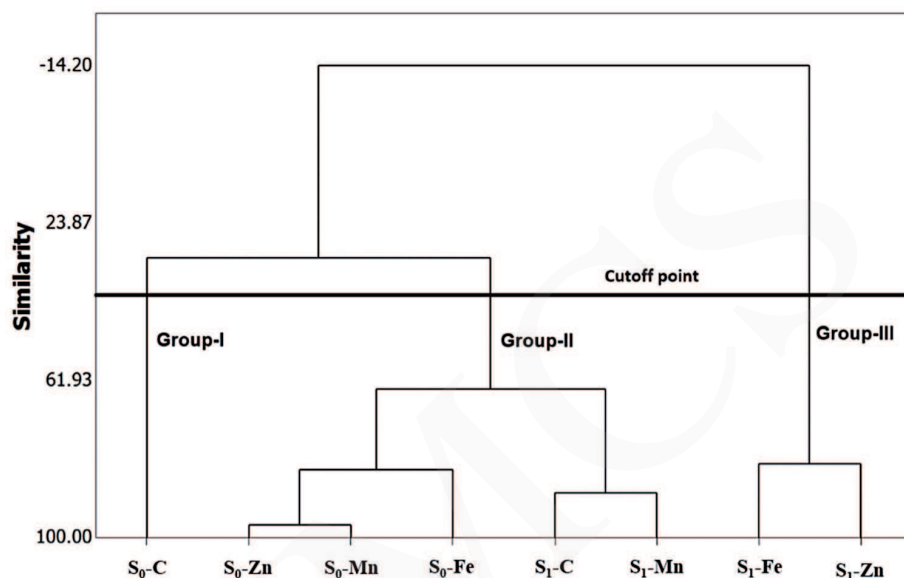 -14.20
23.87
Similarity
Cutoff point
Group-I
Group-II
Group-III
61.93
100.00
S₀-C S₀-Zn S₀-Mn S₀-Fe S₁-C S₁-Mn S₁-Fe S₁-Zn
MCS